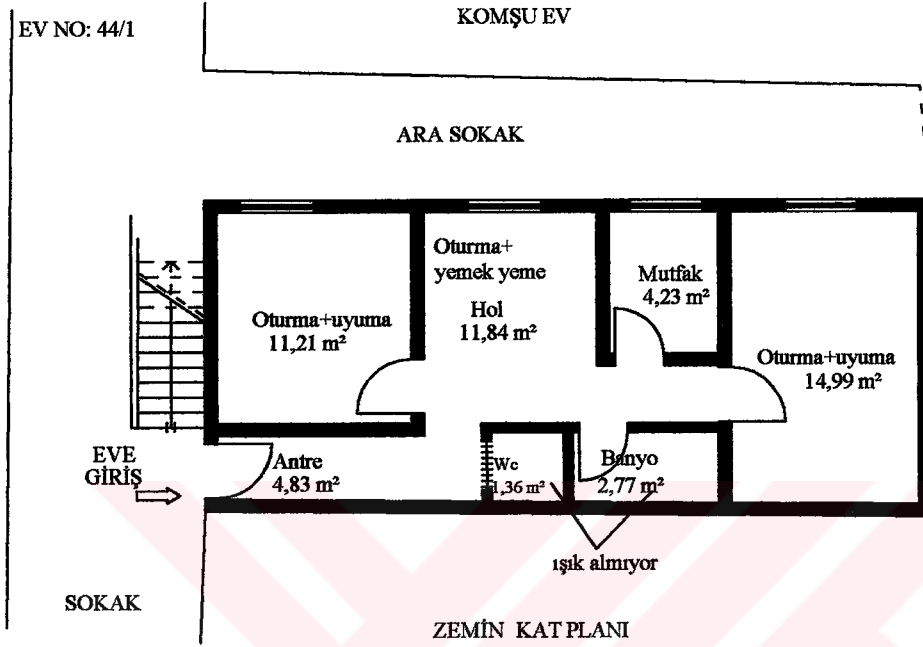 EV NO: 44/1
KOMŞU EV
ARA SOKAK
Oturma+
yemek yeme
Hol
11,84 m²
Mutfak
4,23 m²
Oturma+uyuma
11,21 m²
Oturma+uyuma
14,99 m²
EVE
GİRİŞ
Antre
4,83 m²
Wc
1,36 m²
Banyo
2,77 m²
ışık almıyor
SOKAK
ZEMİN KAT PLANI